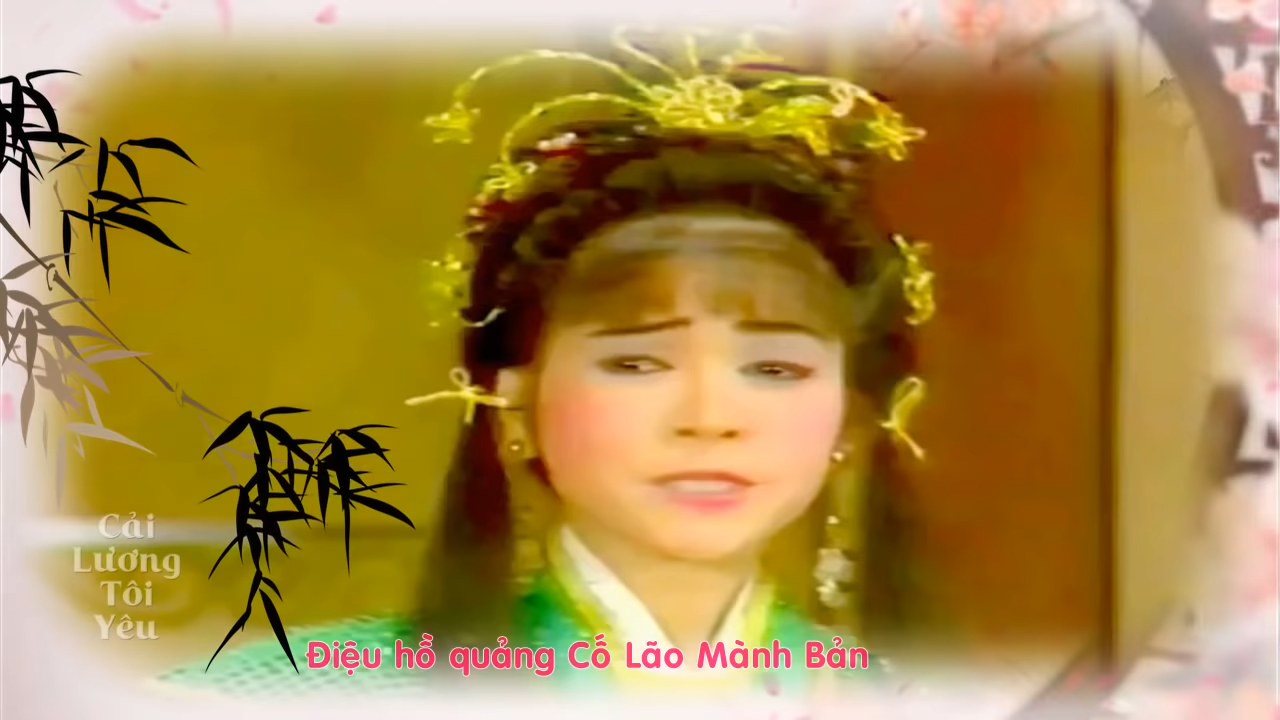 Cải
Lương
Tôi
Yêu
Điệu hồ quảng Cố Lão Mành Bản